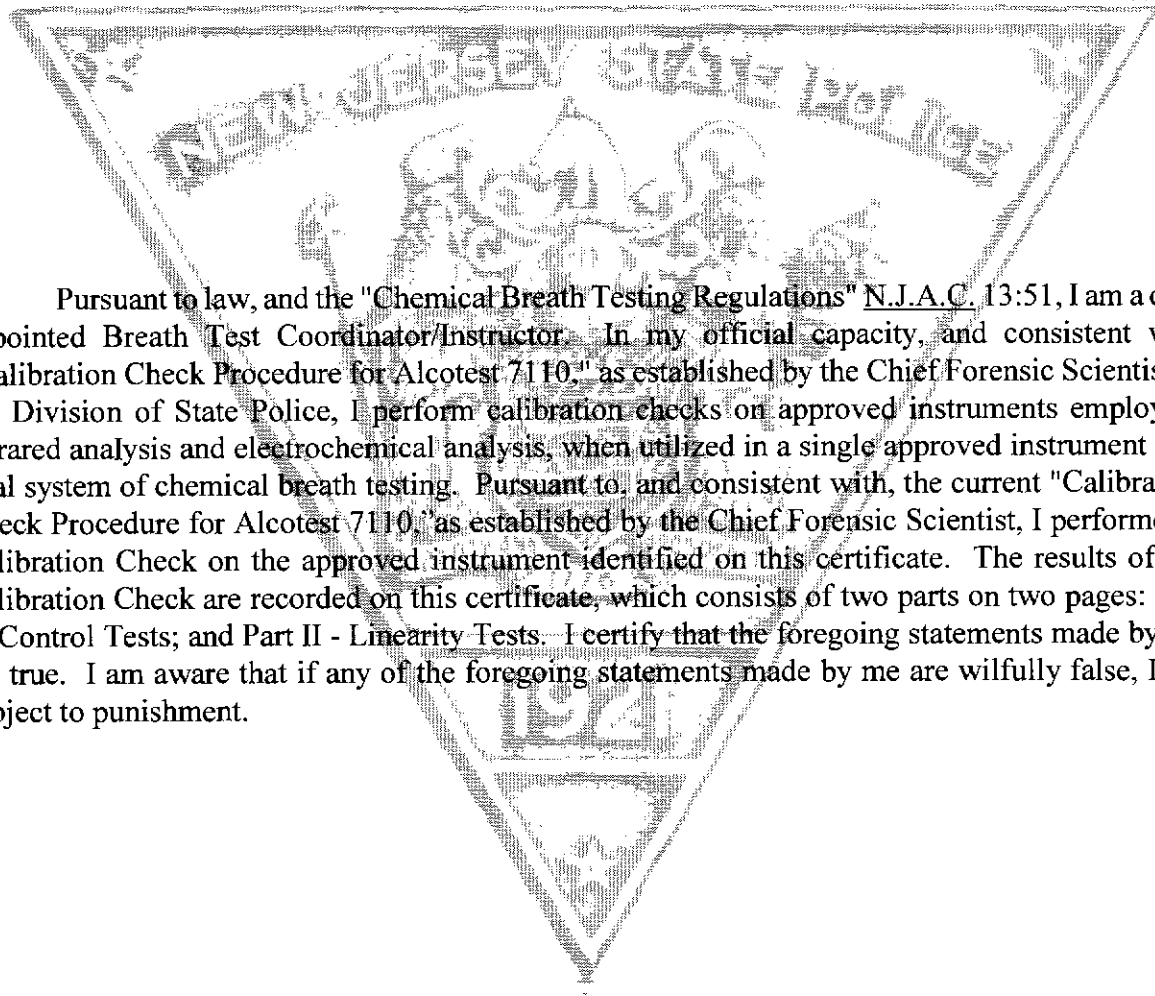 NEW JERSEY STATE POLICE
Pursuant to law, and the "Chemical Breath Testing Regulations" N.J.A.C. 13:51, I am a d
pointed Breath Test Coordinator/Instructor. In my official capacity, and consistent v
alibration Check Procedure for Alcotest 7110," as established by the Chief Forensic Scientis
Division of State Police, I perform calibration checks on approved instruments employ
rared analysis and electrochemical analysis, when utilized in a single approved instrument
al system of chemical breath testing. Pursuant to, and consistent with, the current "Calibra
eck Procedure for Alcotest 7110,"as established by the Chief Forensic Scientist, I performe
libration Check on the approved instrument identified on this certificate. The results of
libration Check are recorded on this certificate, which consists of two parts on two pages:
Control Tests; and Part II - Linearity Tests. I certify that the foregoing statements made by
true. I am aware that if any of the foregoing statements made by me are wilfully false, I
bject to punishment.
1921